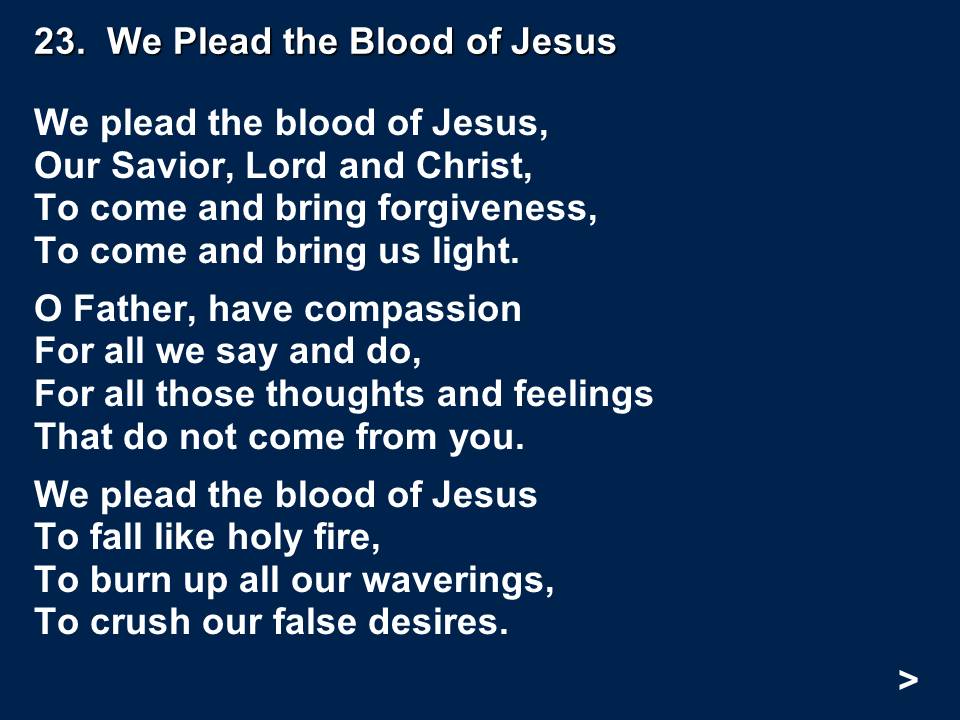 23.  We Plead the Blood of Jesus
We plead the blood of Jesus,
Our Savior, Lord and Christ,
To come and bring forgiveness,
To come and bring us light.
O Father, have compassion
For all we say and do,
For all those thoughts and feelings
That do not come from you.
We plead the blood of Jesus
To fall like holy fire,
To burn up all our waverings,
To crush our false desires.
>